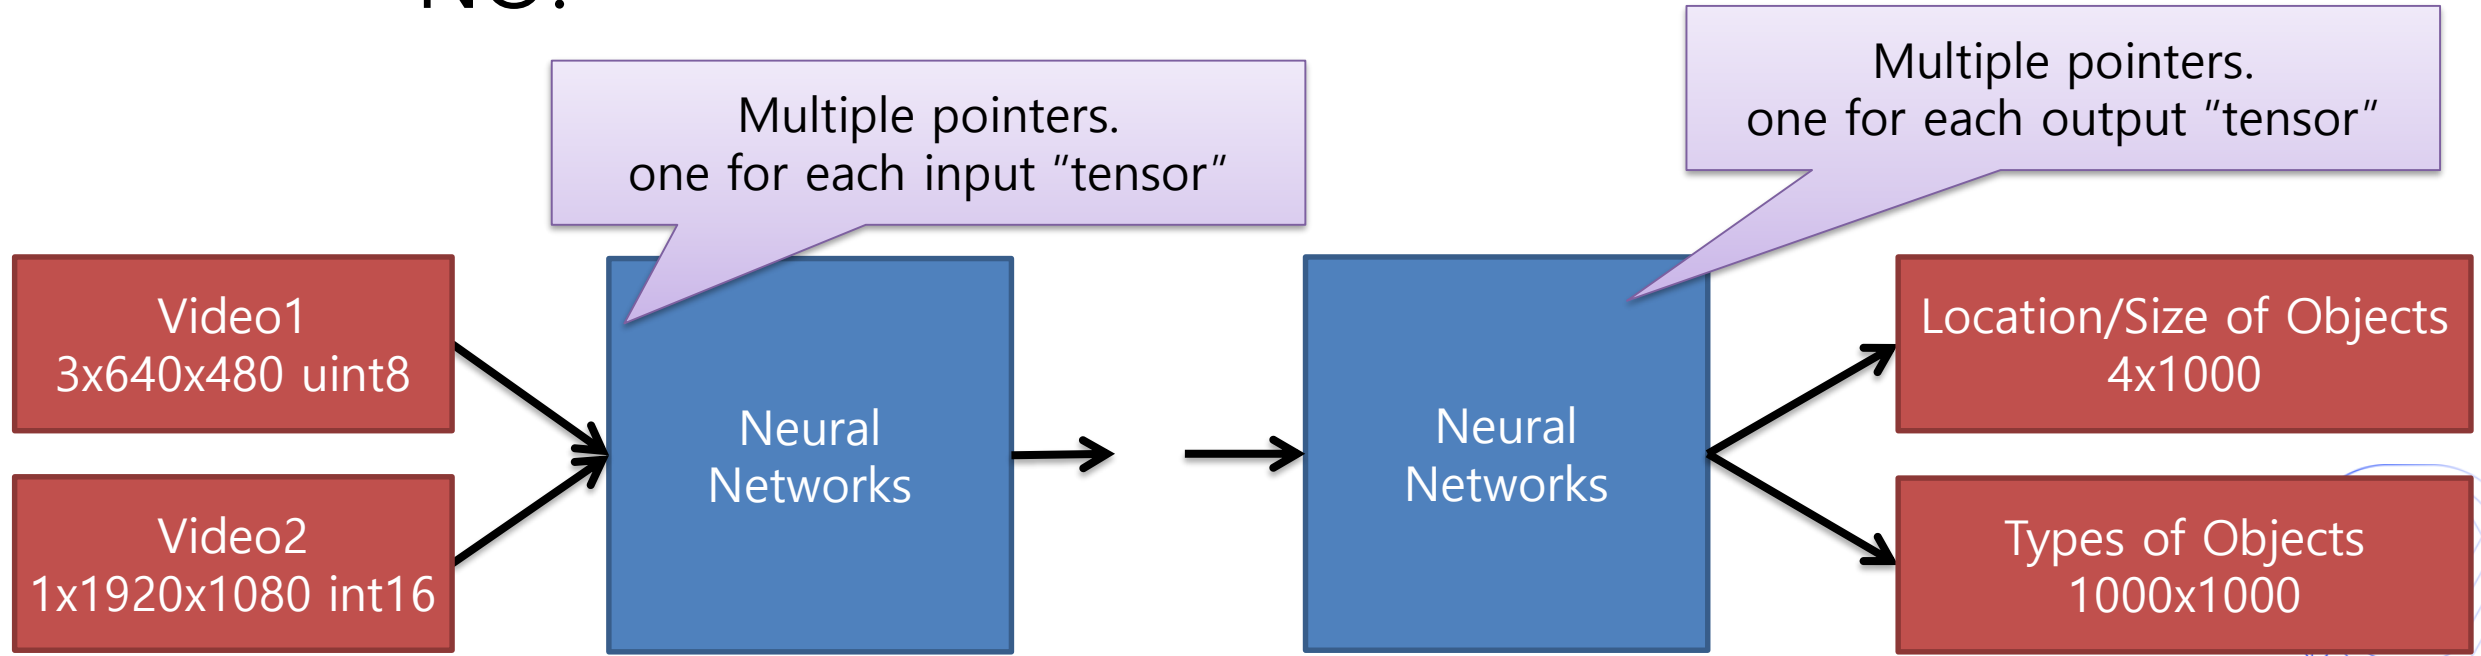 NO!
Multiple pointers.
one for each input "tensor"
Multiple pointers.
one for each output "tensor"
Video1
3x640x480 uint8
Video2
1x1920x1080 int16
Neural
Networks
Neural
Networks
Location/Size of Objects
4x1000
Types of Objects
1000x1000